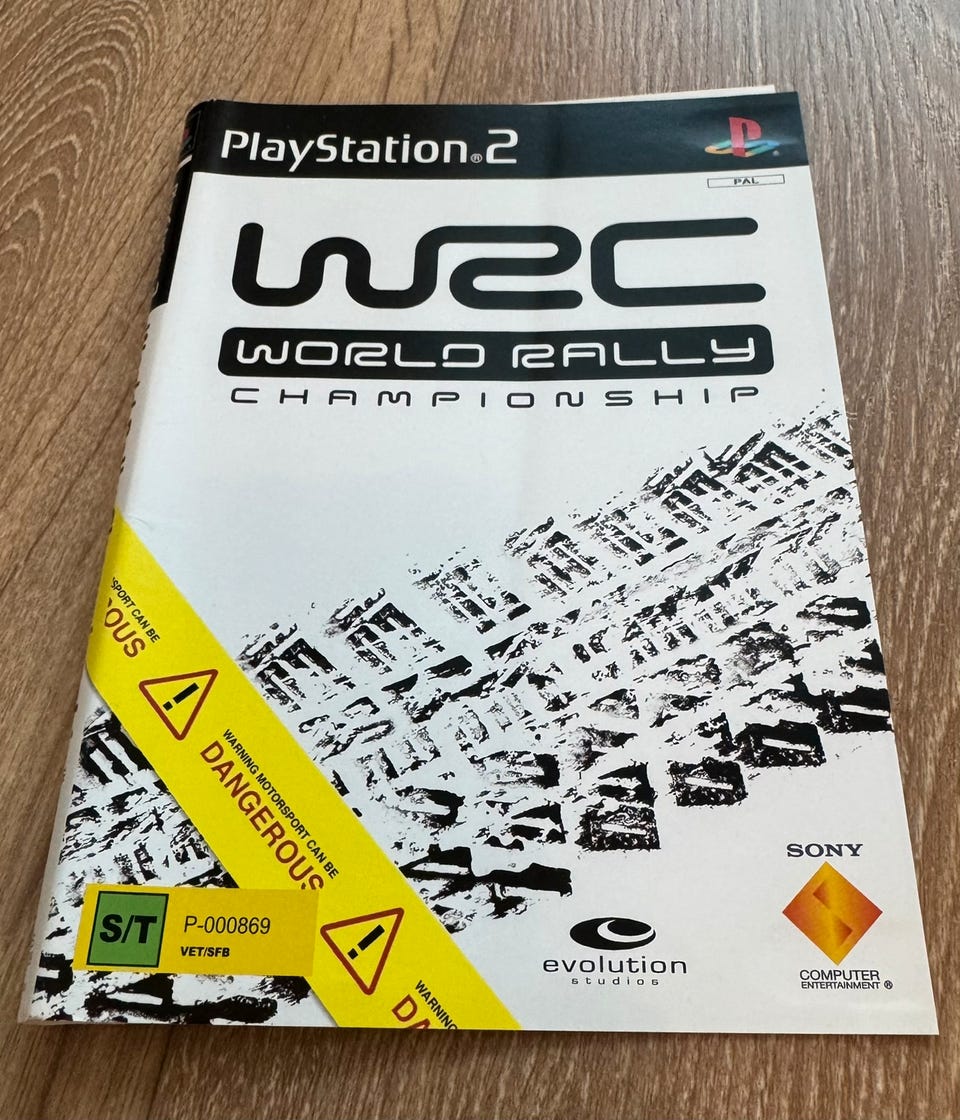 PlayStation®2
PAL
WRC
WORLD RALLY
CHAMPIONSHIP
SPORT CAN BE
OUS
WARNING MOTORSPORT CAN BE
DANGEROUS
WARNING
DA
S/T
P-000869
VET/SFB
evolution
studios
SONY
COMPUTER
ENTERTAINMENT ®